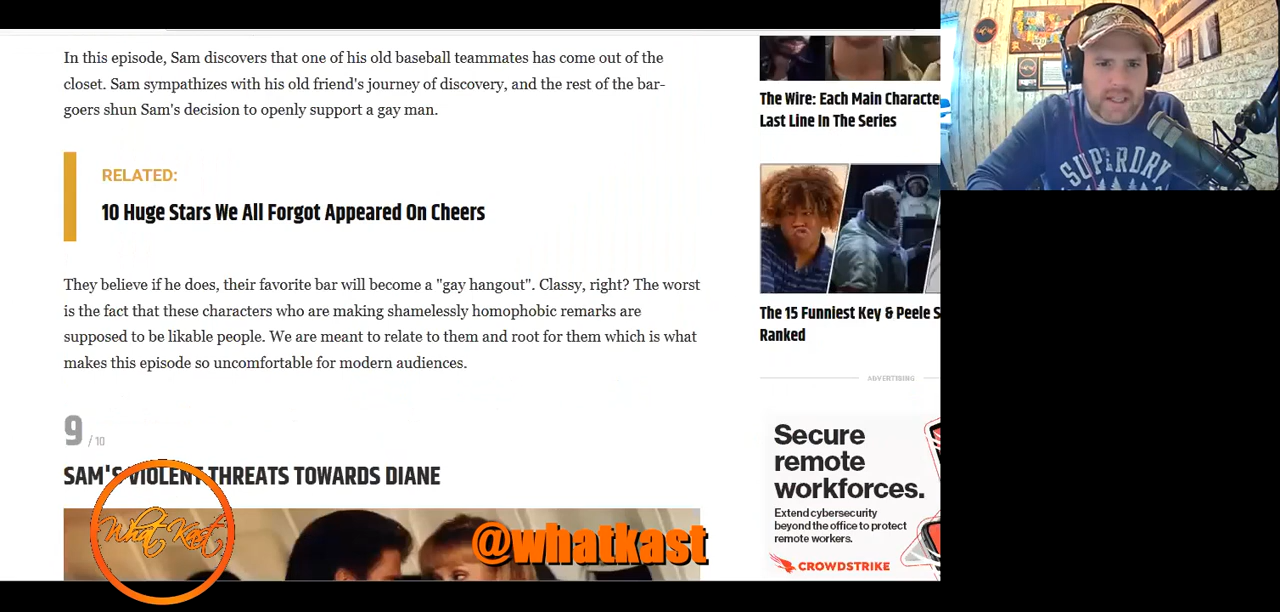 In this episode, Sam discovers that one of his old baseball teammates has come out of the
closet. Sam sympathizes with his old friend's journey of discovery, and the rest of the bar-
goers shun Sam's decision to openly support a gay man.
RELATED:
10 Huge Stars We All Forgot Appeared On Cheers
They believe if he does, their favorite bar will become a "gay hangout". Classy, right? The worst
is the fact that these characters who are making shamelessly homophobic remarks are
supposed to be likable people. We are meant to relate to them and root for them which is what
makes this episode so uncomfortable for modern audiences.
9 / 10
SAM'S VIOLENT THREATS TOWARDS DIANE
What Kast
@whatkast
The Wire: Each Main Characte
Last Line In The Series
The 15 Funniest Key & Peele S
Ranked
ADVERTISING
Secure
remote
workforces.
Extend cybersecurity
beyond the office to protect
remote workers.
CROWDSTRIKE
SUPERDRY